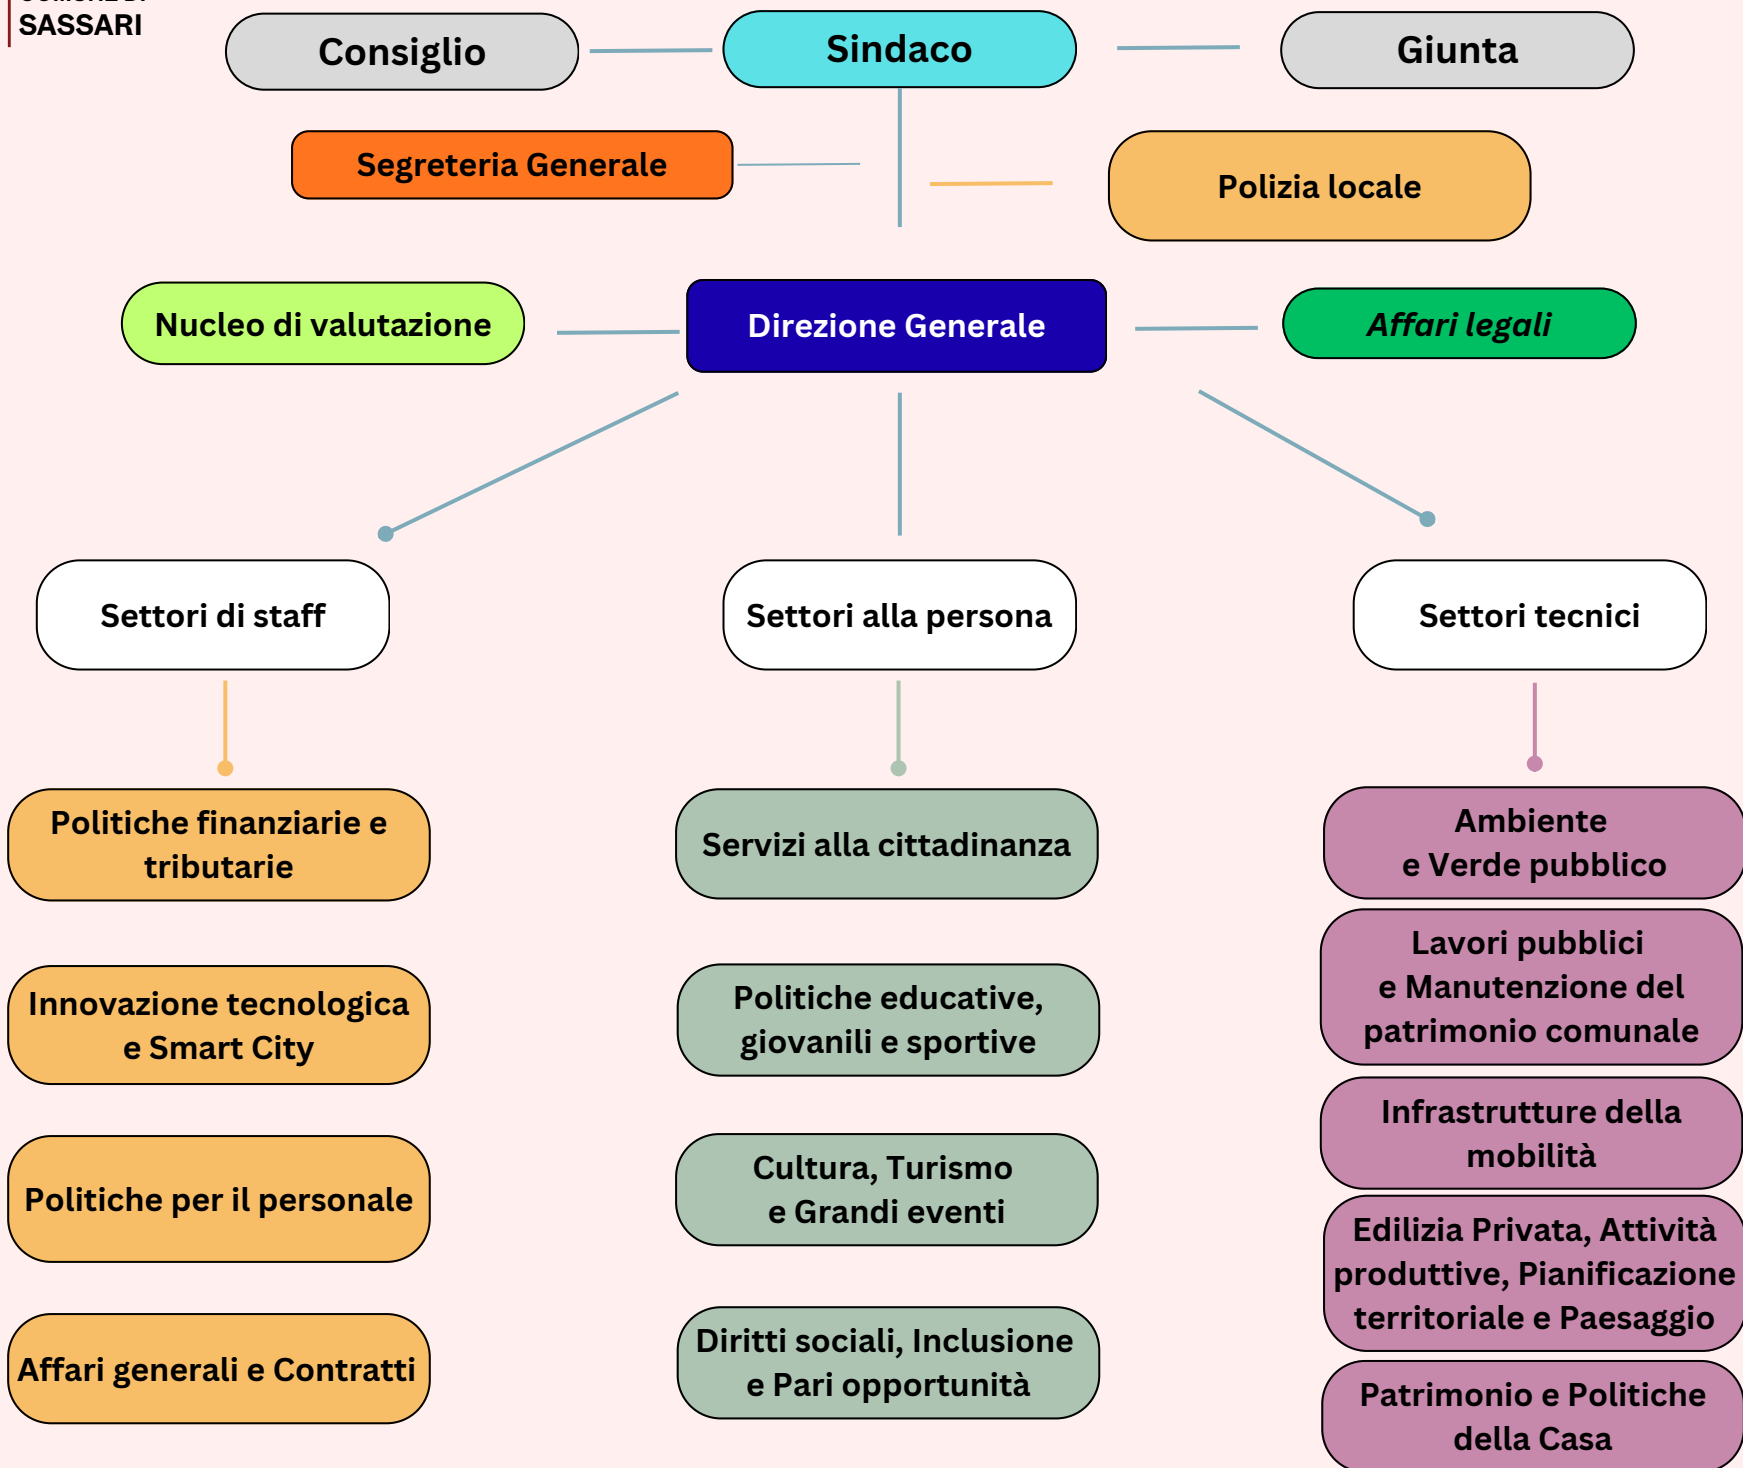 COMUNE DI
SASSARI
Consiglio
Sindaco
Giunta
Segreteria Generale
Polizia locale
Nucleo di valutazione
Direzione Generale
Affari legali
Settori di staff
Settori alla persona
Settori tecnici
Politiche finanziarie e
tributarie
Innovazione tecnologica
e Smart City
Politiche per il personale
Affari generali e Contratti
Servizi alla cittadinanza
Politiche educative,
giovanili e sportive
Cultura, Turismo
e Grandi eventi
Diritti sociali, Inclusione
e Pari opportunità
Ambiente
e Verde pubblico
Lavori pubblici
e Manutenzione del
patrimonio comunale
Infrastrutture della
mobilità
Edilizia Privata, Attività
produttive, Pianificazione
territoriale e Paesaggio
Patrimonio e Politiche
della Casa